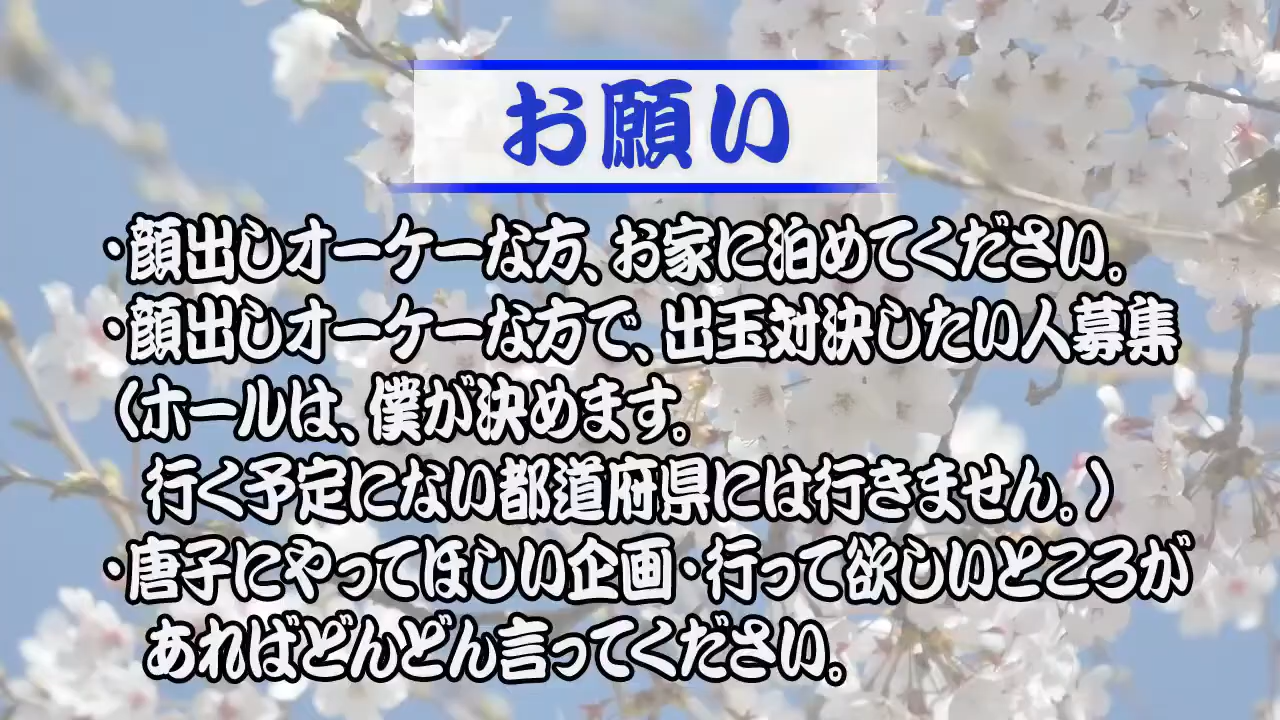 お願い
・顔出しオーケーな方、お家に泊めてください。
・顔出しオーケーな方で、出玉対決したい人募集
（ホールは、僕が決めます。
行く予定にない都道府県には行きません。）
・唐子にやってほしい企画・行って欲しいところが
あればどんどん言ってください。